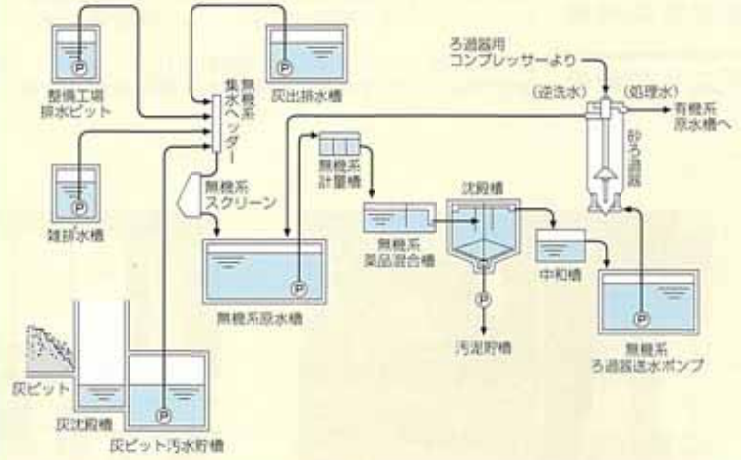 整備工場
排水ピット
灰出排水槽
無機系
集水ヘッダー
雑排水槽
無機系
スクリーン
無機系原水槽
灰ピット
灰沈殿槽
灰ピット汚水貯槽
無機系
計量槽
無機系
薬品混合槽
沈殿槽
汚泥貯槽
中和槽
ろ過器用
コンプレッサーより
(逆洗水)
(処理水)
有機系
原水槽へ
砂ろ過器
無機系
ろ過器送水ポンプ
P
P
P
P
P
P
P